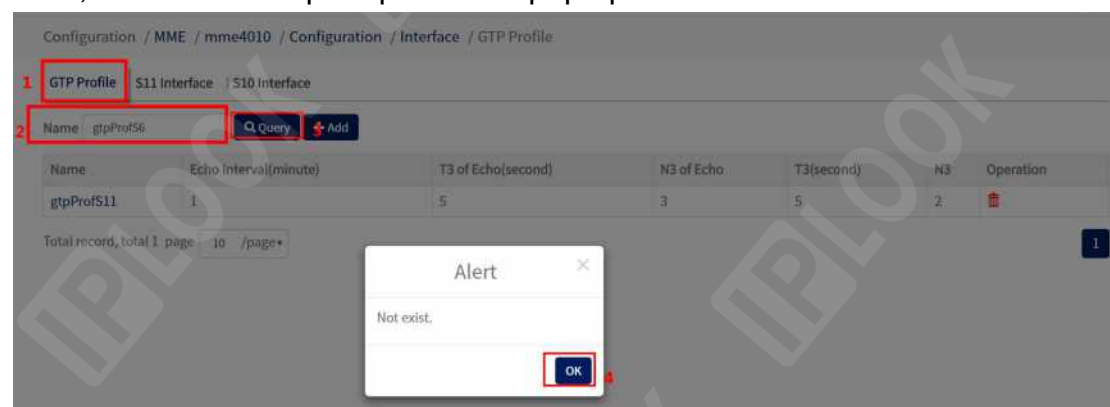 Configuration / MME / mme4010 / Configuration / Interface / GTP Profile
1 GTP Profile | S11 Interface | S10 Interface
2 Name gtpProfS6 Query 3 Add
Name Echo Interval(minute) T3 of Echo(second) N3 of Echo T3(second) N3 Operation
gtpProfS11 1 5 3 5 2
Total record, total 1 page 10 /page 1
Alert ×
Not exist.
OK 4
IPLOOK
IPLOOK